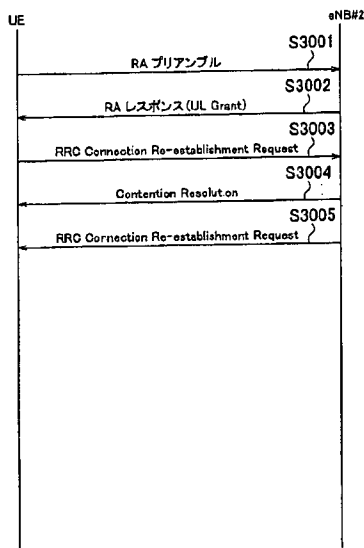 UE
eNB#2
S3001
RA プリアンブル
S3002
RA レスポンス(UL Grant)
S3003
RRC Connection Re-establishment Request
S3004
Contention Resolution
S3005
RRC Connection Re-establishment Request